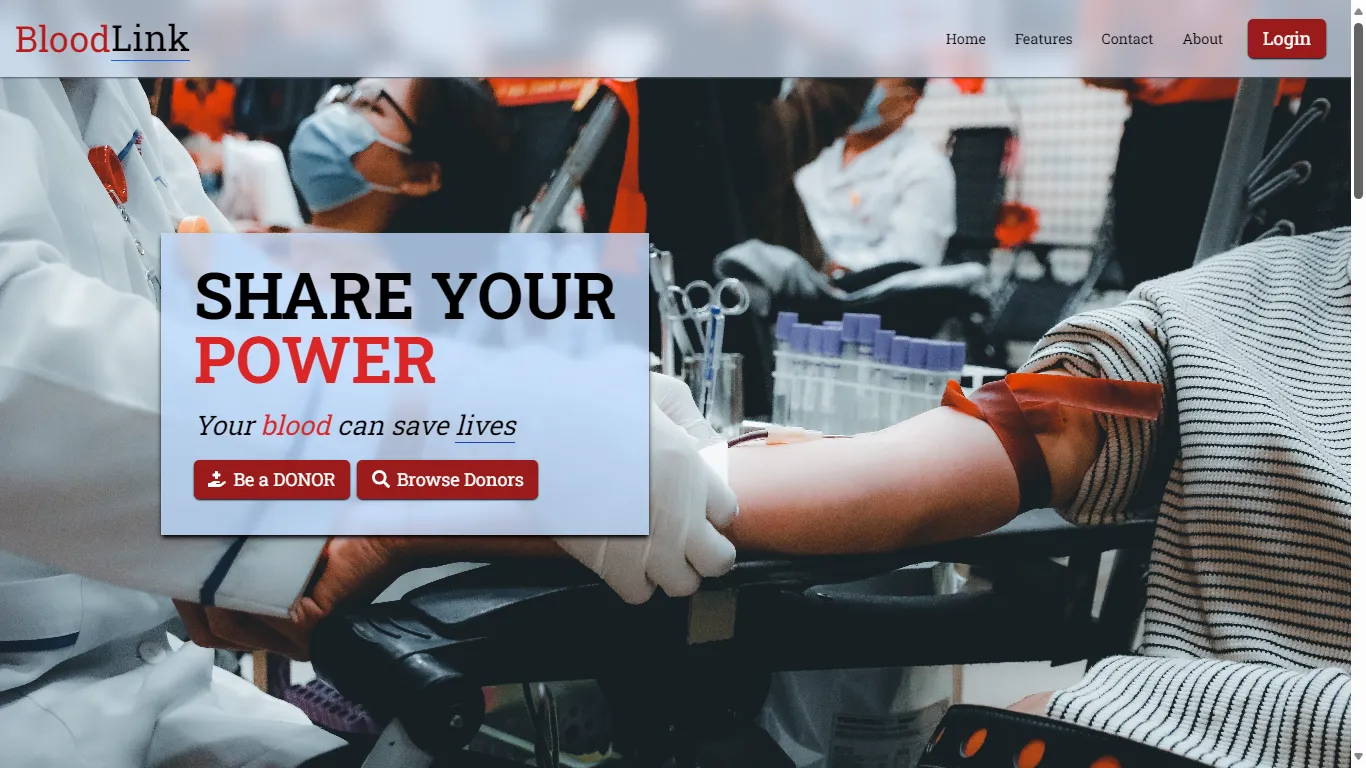 BloodLink
Home Features Contact About Login
SHARE YOUR
POWER
Your blood can save lives
Be a DONOR Browse Donors